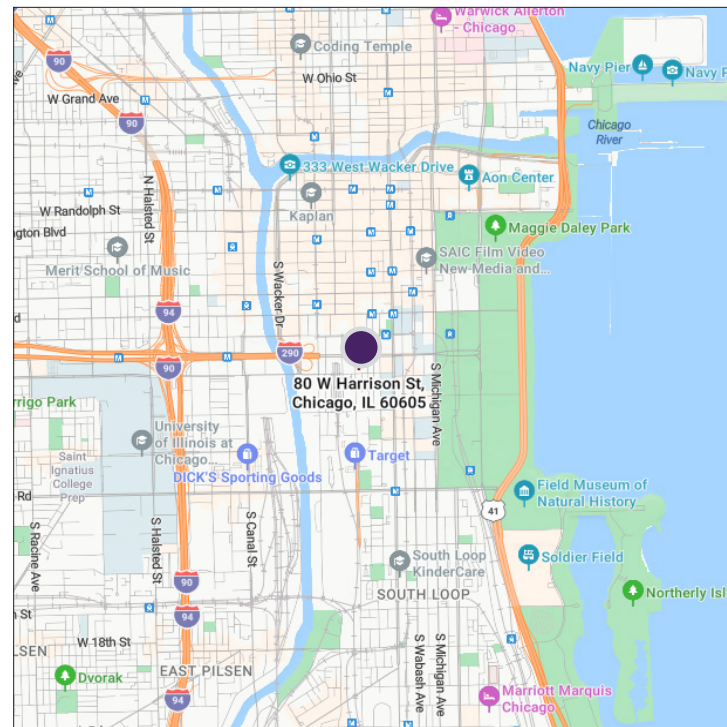 Warwick Allerton
- Chicago
Coding Temple
90
W Ohio St
Navy Pier
Navy P
W Grand Ave
90
Chicago
River
333 West Wacker Drive
Aon Center
N Halsted St
Kaplan
W Randolph St
ngton Blvd
Maggie Daley Park
Merit School of Music
SAIC Film Video
New Media and...
S Wacker Dr
94
d
290
90
80 W Harrison St,
Chicago, IL 60605
S Michigan Ave
rrigo Park
University
of Illinois at
Chicago...
Saint
Ignatius
College
Prep
Target
DICK'S Sporting Goods
Field Museum of
Natural History
Rd
41
S Racine Ave
S Halsted St
S Canal St
Soldier Field
South Loop
KinderCare
90
SOUTH LOOP
Northerly Isl
th St
94
W 18th St
LSEN
EAST PILSEN
Dvorak
S Wabash Ave
S Michigan Ave
94
Marriott Marquis
Chicago